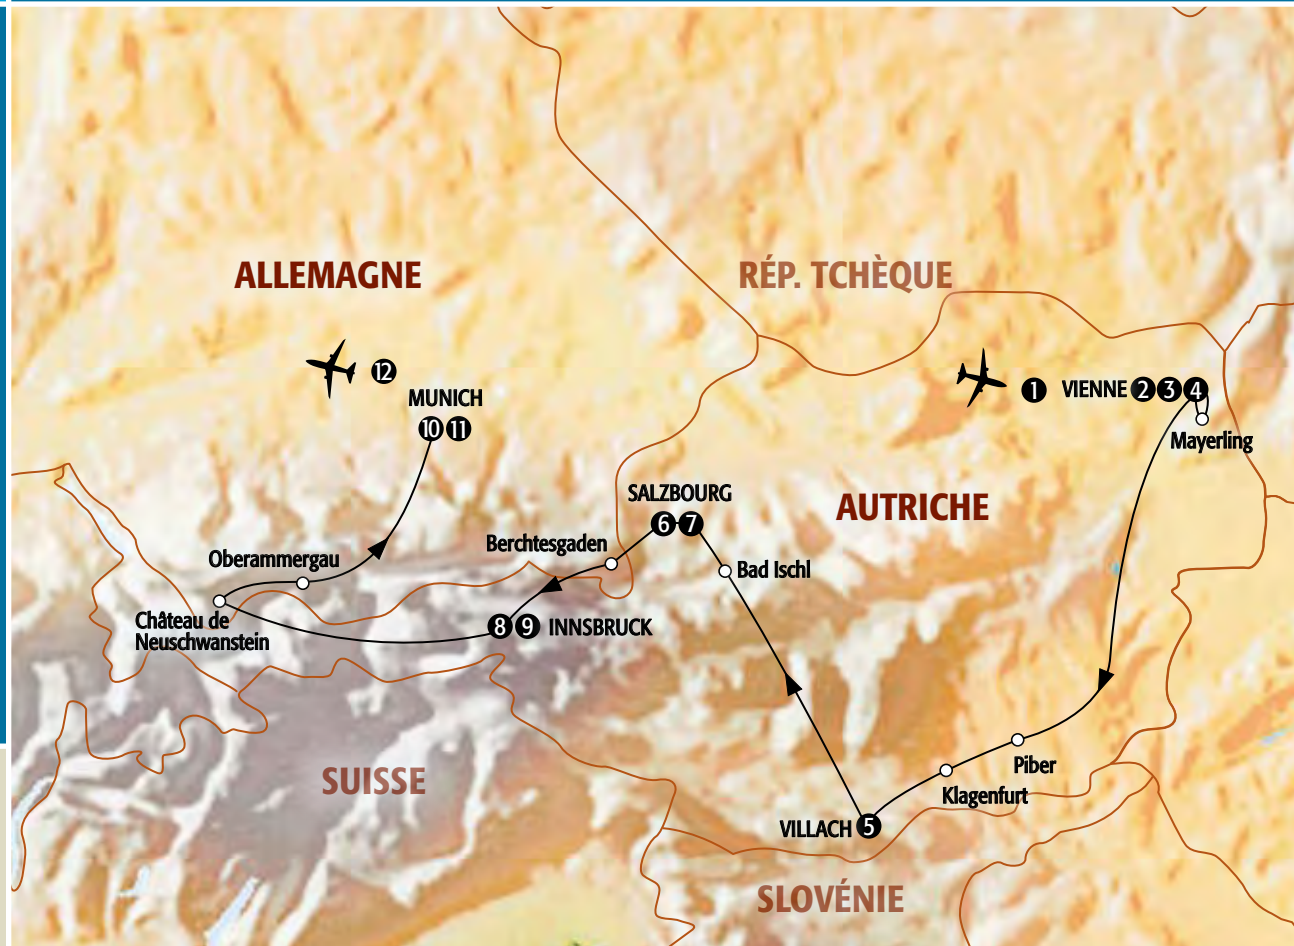 ALLEMAGNE
RÉP. TCHÈQUE
12
MUNICH
10 11
1 VIENNE 2 3 4
Mayerling
SALZBOURG
6 7
AUTRICHE
Berchtesgaden
Oberammergau
Bad Ischl
Château de
Neuschwanstein
8 9 INNSBRUCK
Piber
SUISSE
Klagenfurt
VILLACH 5
SLOVÉNIE